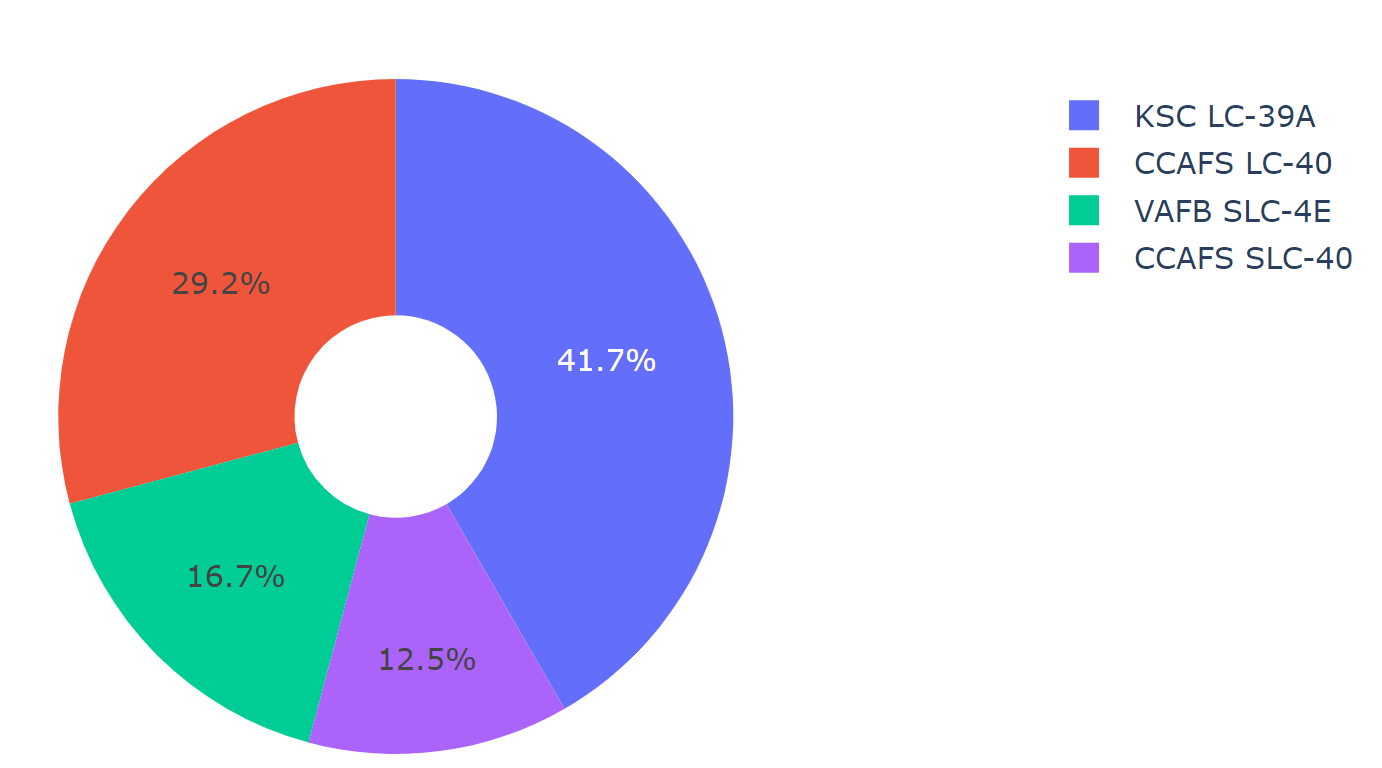 KSC LC-39A
CCAFS LC-40
VAFB SLC-4E
CCAFS SLC-40
29.2%
41.7%
16.7%
12.5%